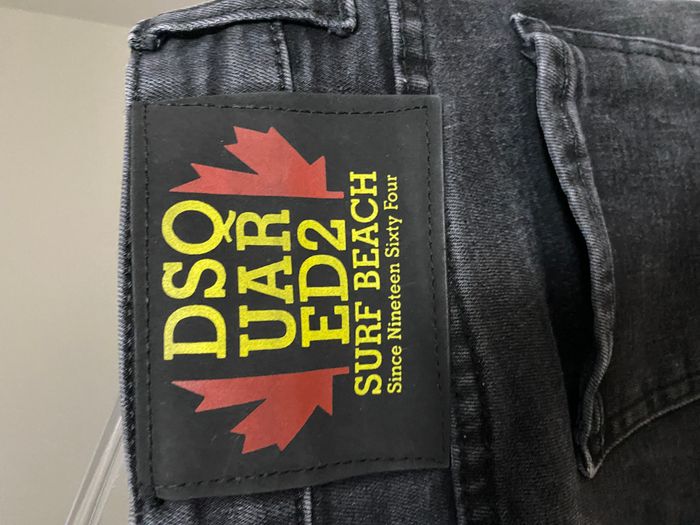 DSQ
UAR
ED2
SURF BEACH
Since Nineteen Sixty Four